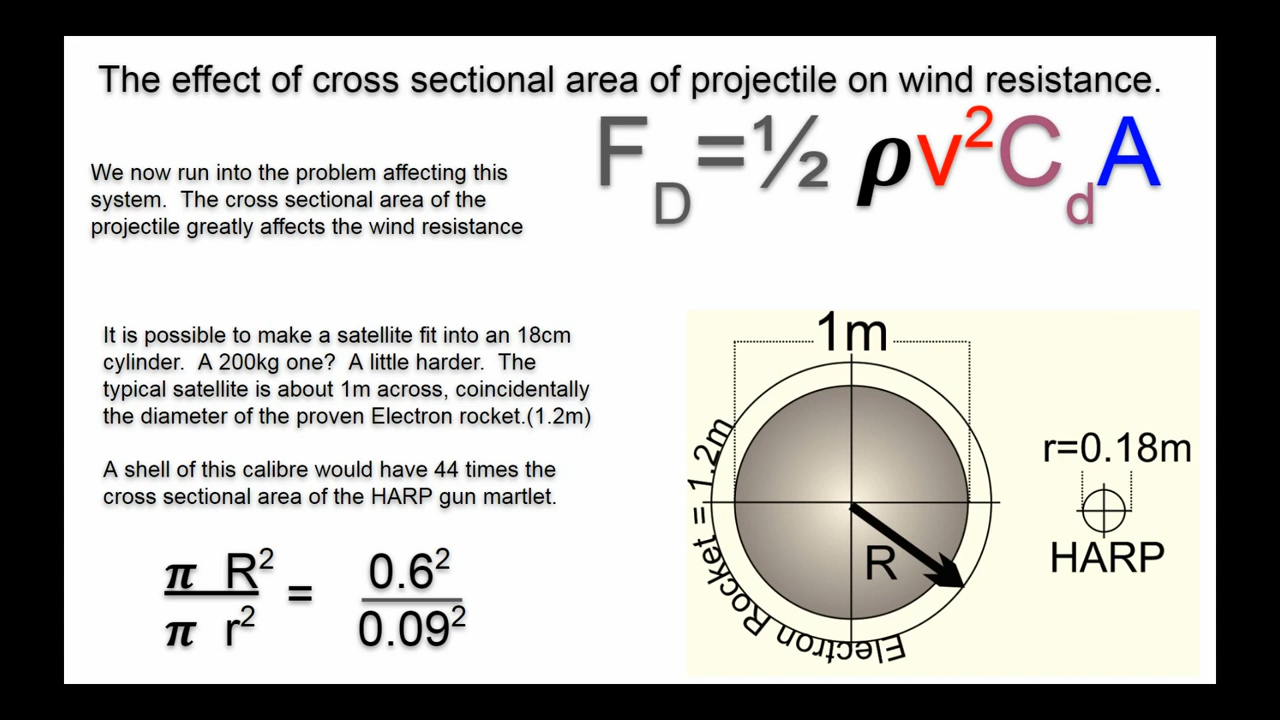 The effect of cross sectional area of projectile on wind resistance.
F_D=½ ρv²C_dA
We now run into the problem affecting this
system. The cross sectional area of the
projectile greatly affects the wind resistance
It is possible to make a satellite fit into an 18cm
cylinder. A 200kg one? A little harder. The
typical satellite is about 1m across, coincidentally
the diameter of the proven Electron rocket.(1.2m)
A shell of this calibre would have 44 times the
cross sectional area of the HARP gun martlet.
π R²
π r²
=
0.6²
0.09²
1m
Electron Rocket = 1.2m
R
r=0.18m
HARP